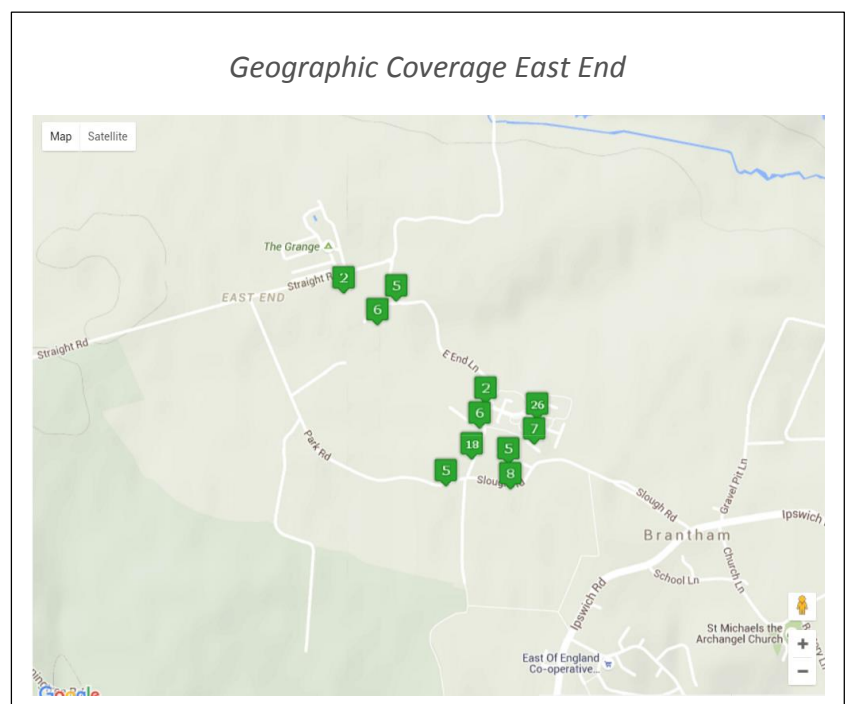 Geographic Coverage East End
Map Satellite
The Grange
Straight R
2
5
EAST END
6
Straight Rd
E End Ln
2
26
6
7
18
5
Park Rd
5
8
Slough Rd
Slough Rd
Gravel Pit Ln
Ipswich
Brantham
Church Ln
School Ln
Ipswich Rd
St Michaels the
Archangel Church
East Of England
Co-operative...
+
−
Google